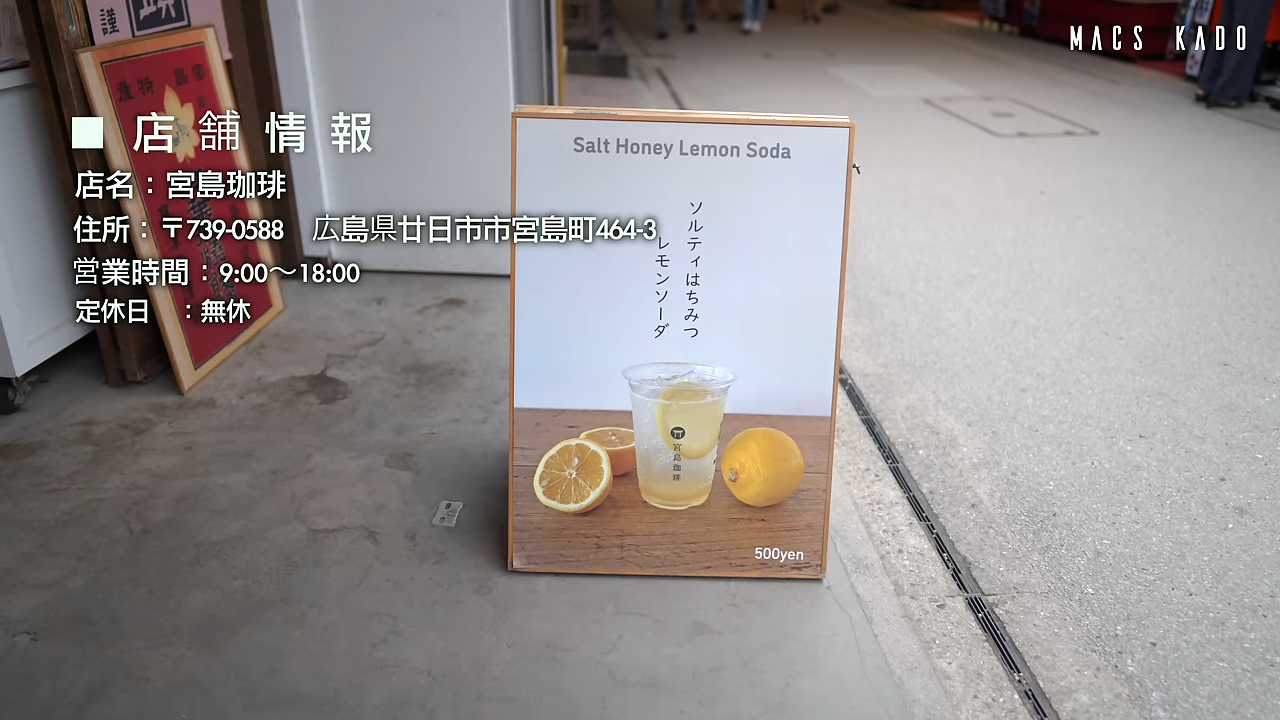 MACS KADO
謹
■ 店舗情報
店名：宮島珈琲
住所：〒739-0588　広島県廿日市市宮島町464-3
営業時間：9:00～18:00
定休日　：無休
Salt Honey Lemon Soda
ソルティはちみつ
レモンソーダ
宮島珈琲
500yen